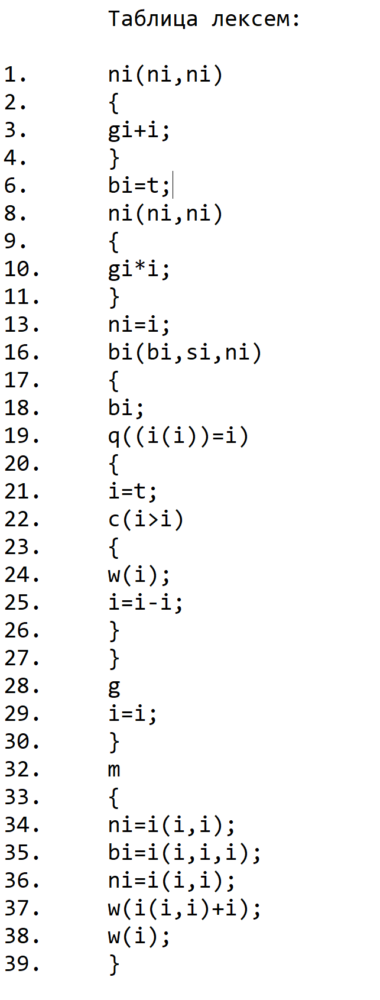 Таблица лексем:
1. ni(ni,ni)
2. {
3. gi+i;
4. }
6. bi=t;
8. ni(ni,ni)
9. {
10. gi*i;
11. }
13. ni=i;
16. bi(bi,si,ni)
17. {
18. bi;
19. q((i(i))=i)
20. {
21. i=t;
22. c(i>i)
23. {
24. w(i);
25. i=i-i;
26. }
27. }
28. g
29. i=i;
30. }
32. m
33. {
34. ni=i(i,i);
35. bi=i(i,i,i);
36. ni=i(i,i);
37. w(i(i,i)+i);
38. w(i);
39. }